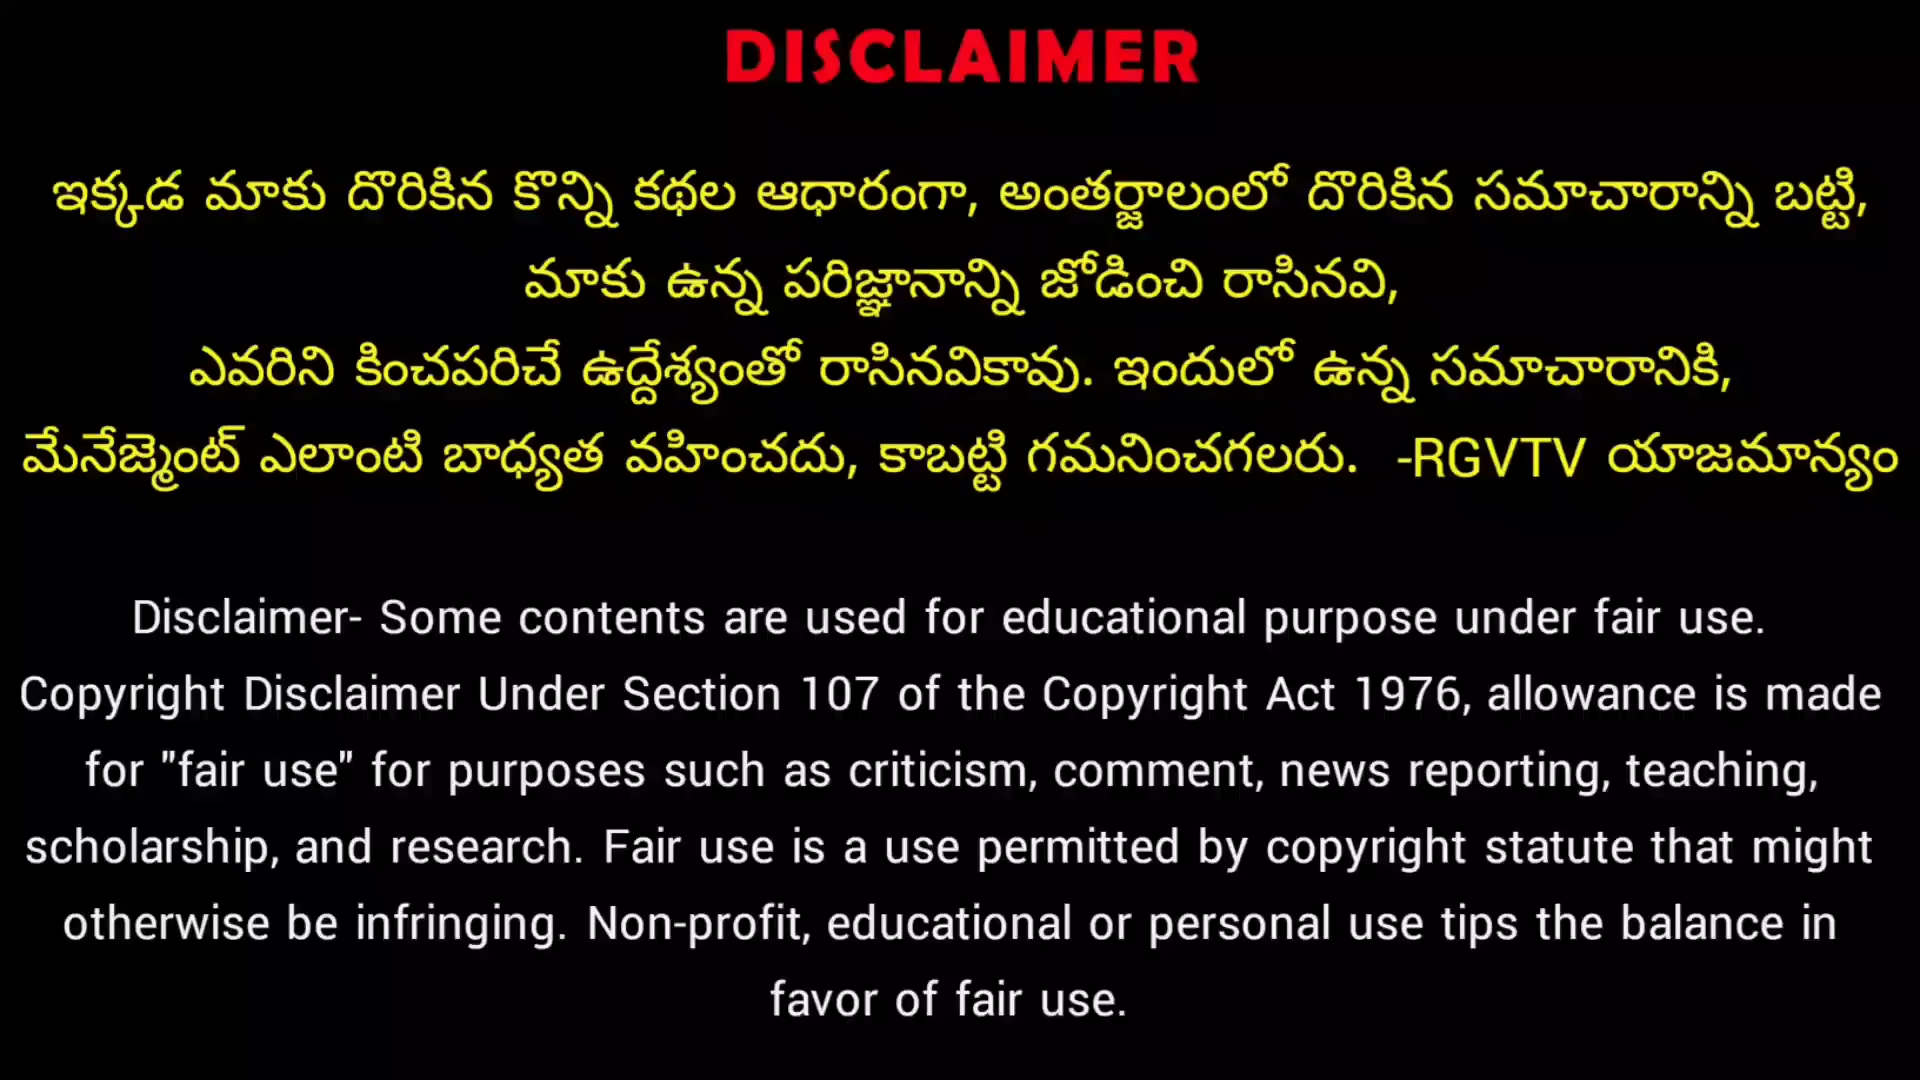 DISCLAIMER
ఇక్కడ మాకు దొరికిన కొన్ని కథల ఆధారంగా, అంతర్జాలంలో దొరికిన సమాచారాన్ని బట్టి,
మాకు ఉన్న పరిజ్ఞానాన్ని జోడించి రాసినవి,
ఎవరిని కించపరిచే ఉద్దేశ్యంతో రాసినవికావు. ఇందులో ఉన్న సమాచారానికి,
మేనేజ్మెంట్ ఎలాంటి బాధ్యత వహించదు, కాబట్టి గమనించగలరు. -RGVTV యాజమాన్యం
Disclaimer- Some contents are used for educational purpose under fair use.
Copyright Disclaimer Under Section 107 of the Copyright Act 1976, allowance is made
for "fair use" for purposes such as criticism, comment, news reporting, teaching,
scholarship, and research. Fair use is a use permitted by copyright statute that might
otherwise be infringing. Non-profit, educational or personal use tips the balance in
favor of fair use.